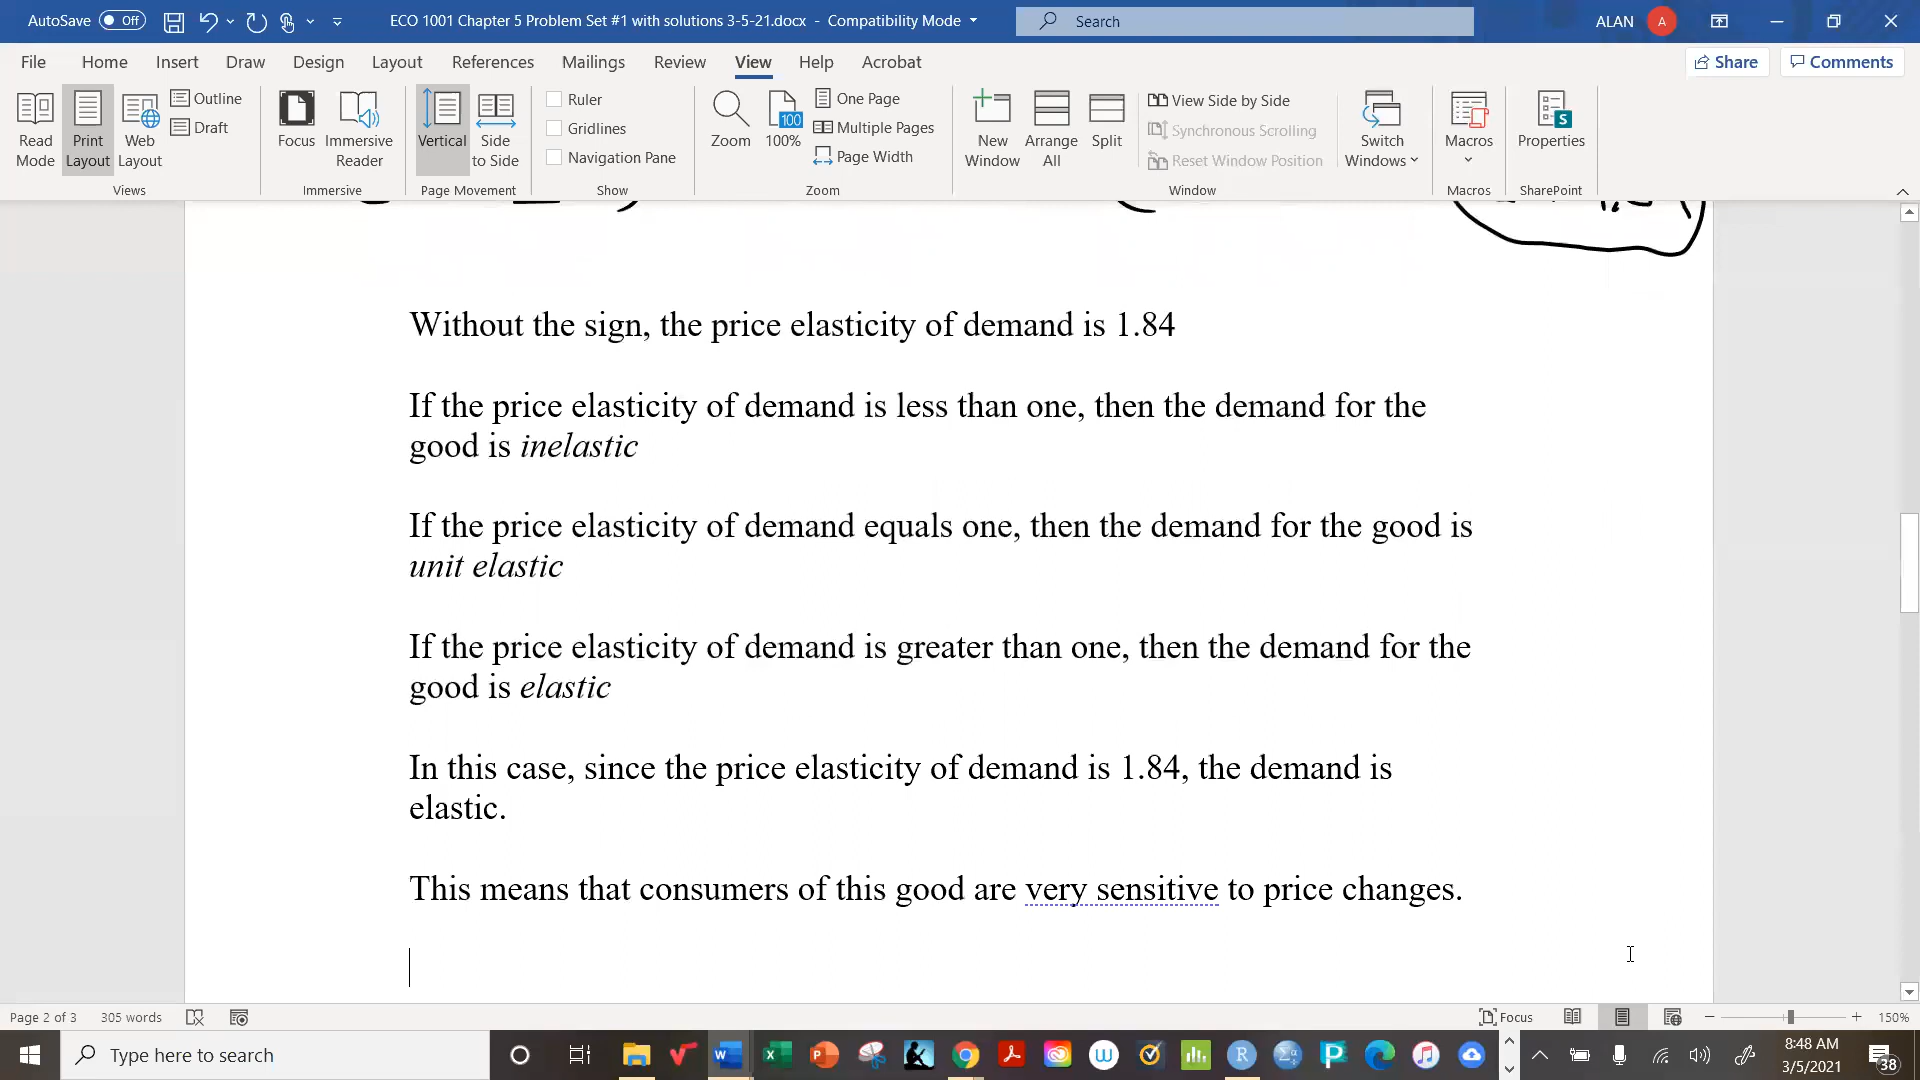 AutoSave Off ECO 1001 Chapter 5 Problem Set #1 with solutions 3-5-21.docx - Compatibility Mode Search ALAN A
File Home Insert Draw Design Layout References Mailings Review View Help Acrobat Share Comments
Read Mode
Print Layout
Web Layout
Outline
Draft
Views
Focus
Immersive Reader
Immersive
Vertical
Side to Side
Page Movement
Ruler
Gridlines
Navigation Pane
Show
Zoom
100
100%
One Page
Multiple Pages
Page Width
Zoom
New Window
Arrange All
Split
View Side by Side
Synchronous Scrolling
Reset Window Position
Window
Switch Windows
Macros
Macros
Properties
SharePoint
Without the sign, the price elasticity of demand is 1.84
If the price elasticity of demand is less than one, then the demand for the
good is inelastic
If the price elasticity of demand equals one, then the demand for the good is
unit elastic
If the price elasticity of demand is greater than one, then the demand for the
good is elastic
In this case, since the price elasticity of demand is 1.84, the demand is
elastic.
This means that consumers of this good are very sensitive to price changes.
Page 2 of 3 305 words Focus 150%
Type here to search
8:48 AM
3/5/2021
38